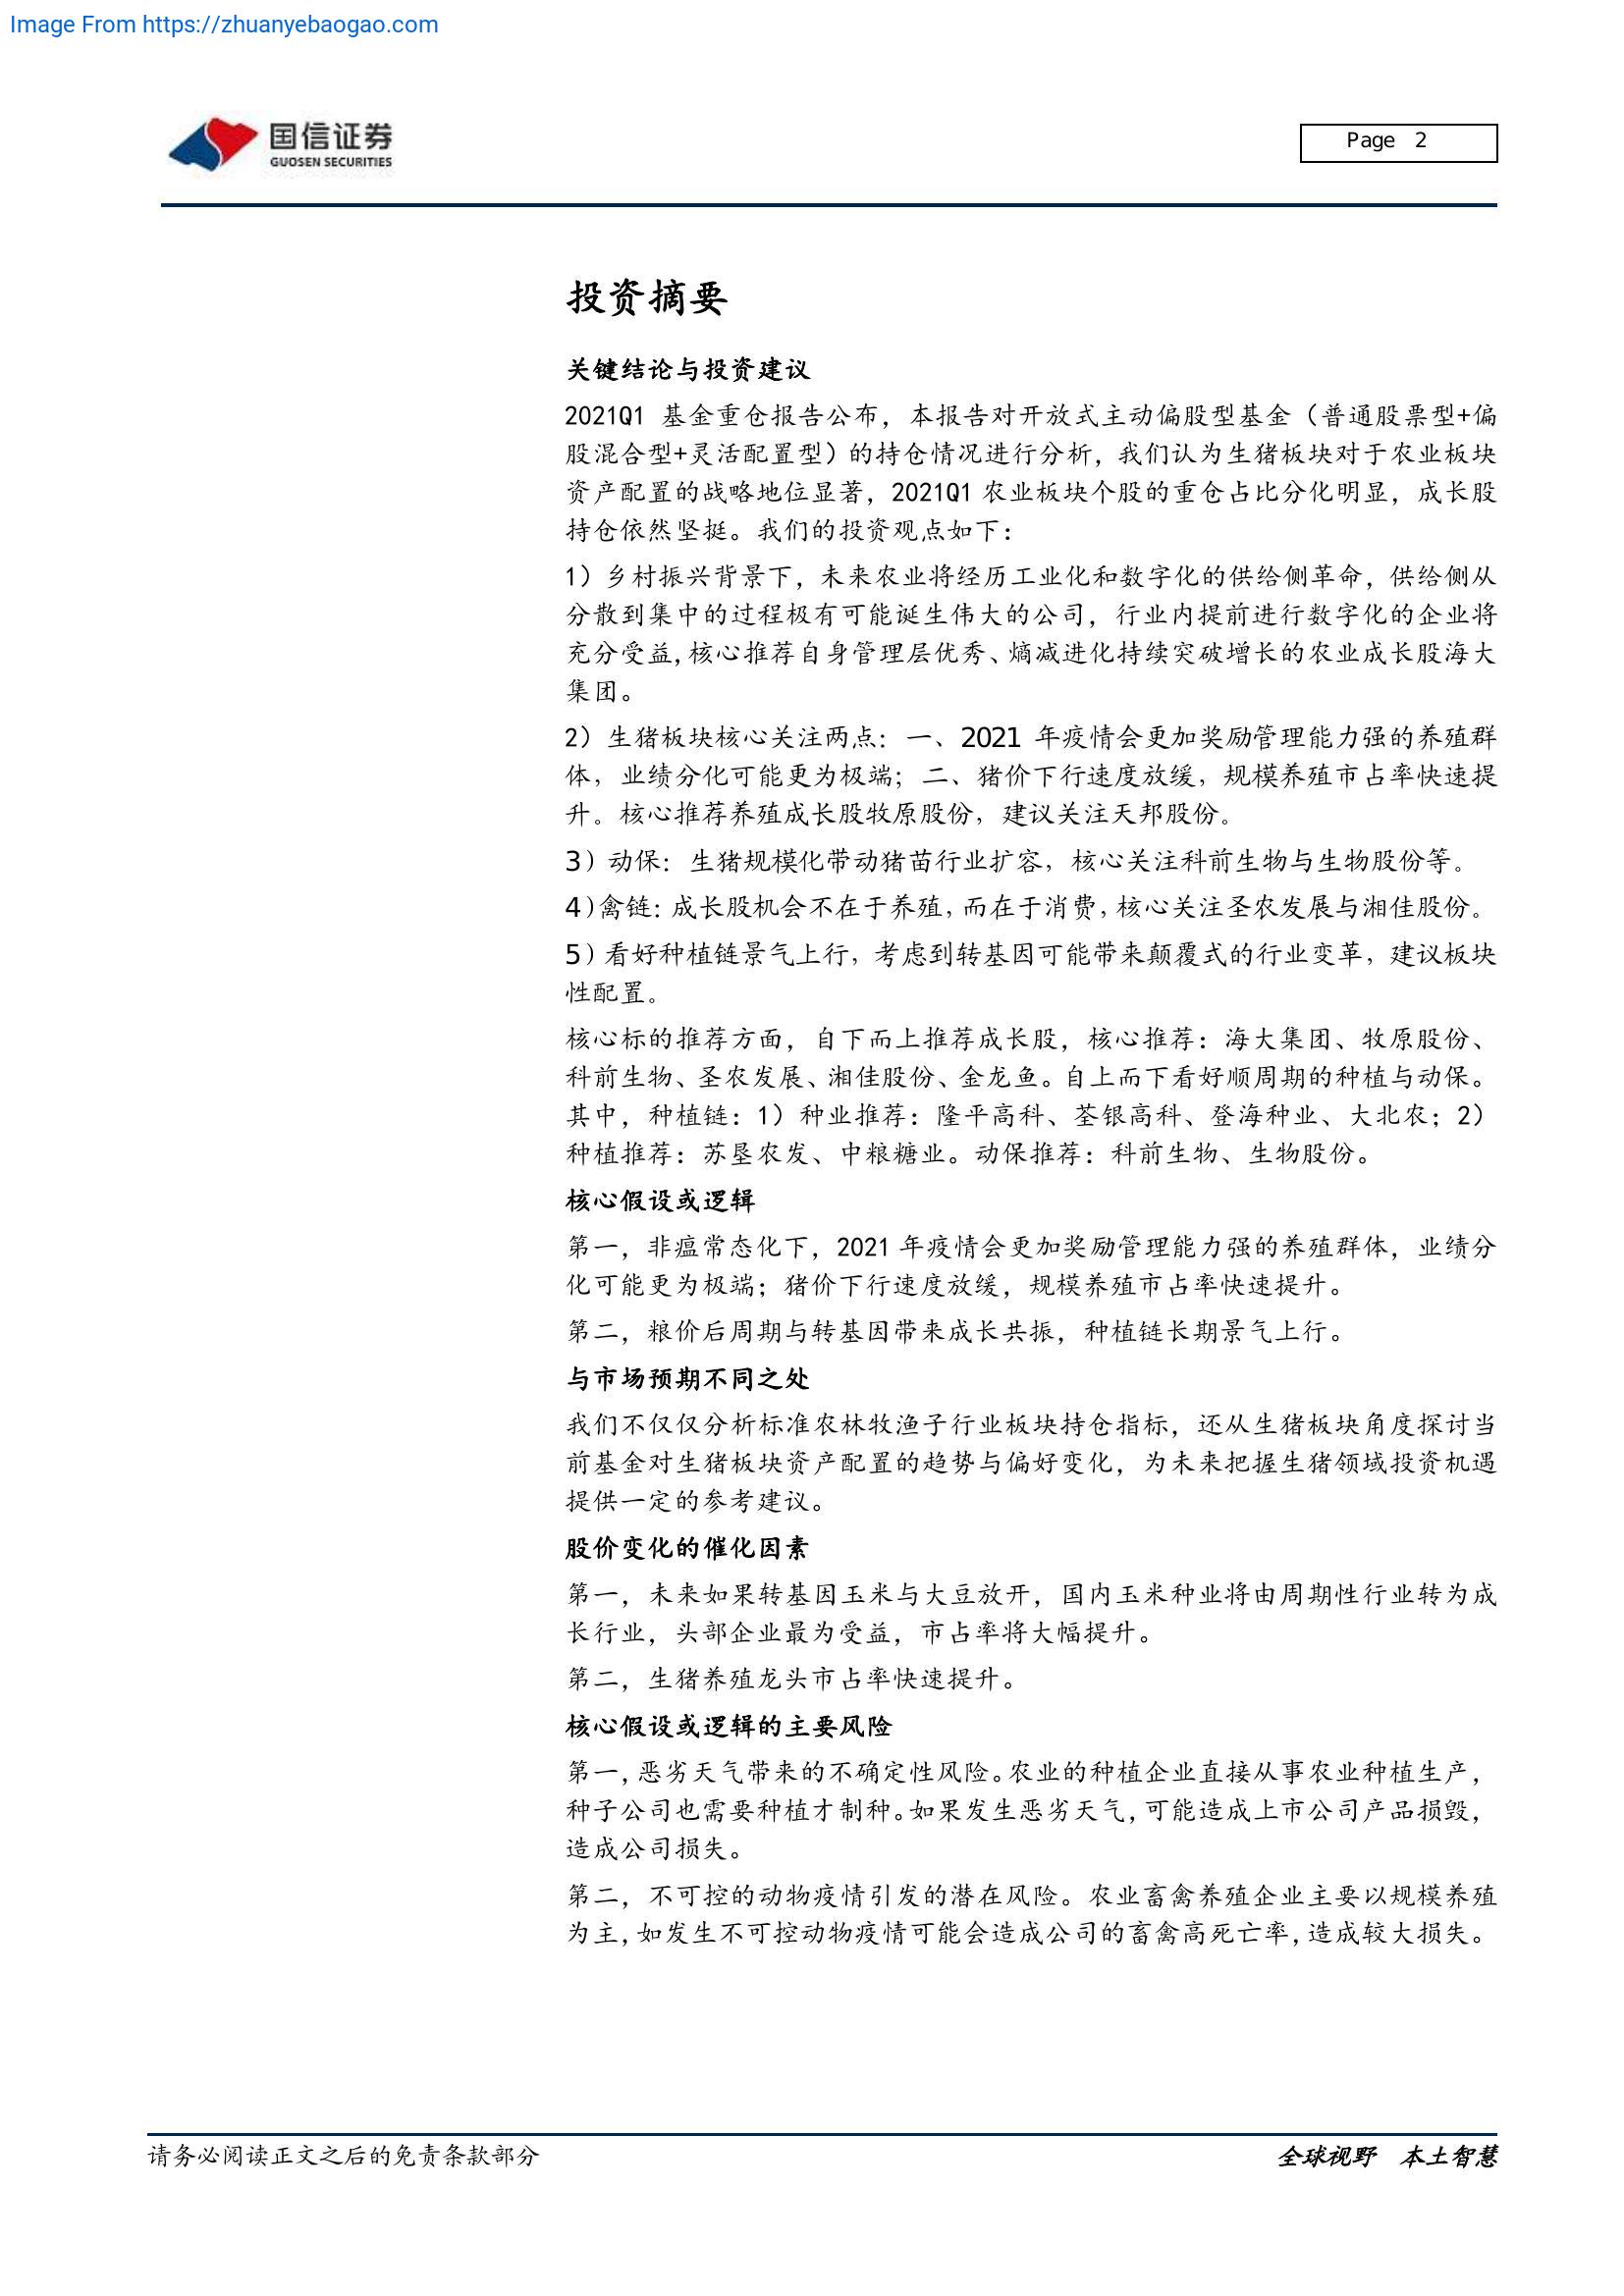 Image From https://zhuanyebaogao.com
国信证券
GUOSEN SECURITIES
Page 2
投资摘要
关键结论与投资建议
2021Q1 基金重仓报告公布，本报告对开放式主动偏股型基金（普通股票型+偏
股混合型+灵活配置型）的持仓情况进行分析，我们认为生猪板块对于农业板块
资产配置的战略地位显著，2021Q1 农业板块个股的重仓占比分化明显，成长股
持仓依然坚挺。我们的投资观点如下：
1）乡村振兴背景下，未来农业将经历工业化和数字化的供给侧革命，供给侧从
分散到集中的过程极有可能诞生伟大的公司，行业内提前进行数字化的企业将
充分受益，核心推荐自身管理层优秀、熵减进化持续突破增长的农业成长股海大
集团。
2）生猪板块核心关注两点：一、2021 年疫情会更加奖励管理能力强的养殖群
体，业绩分化可能更为极端；二、猪价下行速度放缓，规模养殖市占率快速提
升。核心推荐养殖成长股牧原股份，建议关注天邦股份。
3）动保：生猪规模化带动猪苗行业扩容，核心关注科前生物与生物股份等。
4）禽链：成长股机会不在于养殖，而在于消费，核心关注圣农发展与湘佳股份。
5）看好种植链景气上行，考虑到转基因可能带来颠覆式的行业变革，建议板块
性配置。
核心标的推荐方面，自下而上推荐成长股，核心推荐：海大集团、牧原股份、
科前生物、圣农发展、湘佳股份、金龙鱼。自上而下看好顺周期的种植与动保。
其中，种植链：1）种业推荐：隆平高科、荃银高科、登海种业、大北农；2）
种植推荐：苏垦农发、中粮糖业。动保推荐：科前生物、生物股份。
核心假设或逻辑
第一，非瘟常态化下，2021 年疫情会更加奖励管理能力强的养殖群体，业绩分
化可能更为极端；猪价下行速度放缓，规模养殖市占率快速提升。
第二，粮价后周期与转基因带来成长共振，种植链长期景气上行。
与市场预期不同之处
我们不仅仅分析标准农林牧渔子行业板块持仓指标，还从生猪板块角度探讨当
前基金对生猪板块资产配置的趋势与偏好变化，为未来把握生猪领域投资机遇
提供一定的参考建议。
股价变化的催化因素
第一，未来如果转基因玉米与大豆放开，国内玉米种业将由周期性行业转为成
长行业，头部企业最为受益，市占率将大幅提升。
第二，生猪养殖龙头市占率快速提升。
核心假设或逻辑的主要风险
第一，恶劣天气带来的不确定性风险。农业的种植企业直接从事农业种植生产，
种子公司也需要种植才制种。如果发生恶劣天气，可能造成上市公司产品损毁，
造成公司损失。
第二，不可控的动物疫情引发的潜在风险。农业畜禽养殖企业主要以规模养殖
为主，如发生不可控动物疫情可能会造成公司的畜禽高死亡率，造成较大损失。
请务必阅读正文之后的免责条款部分
全球视野 本土智慧